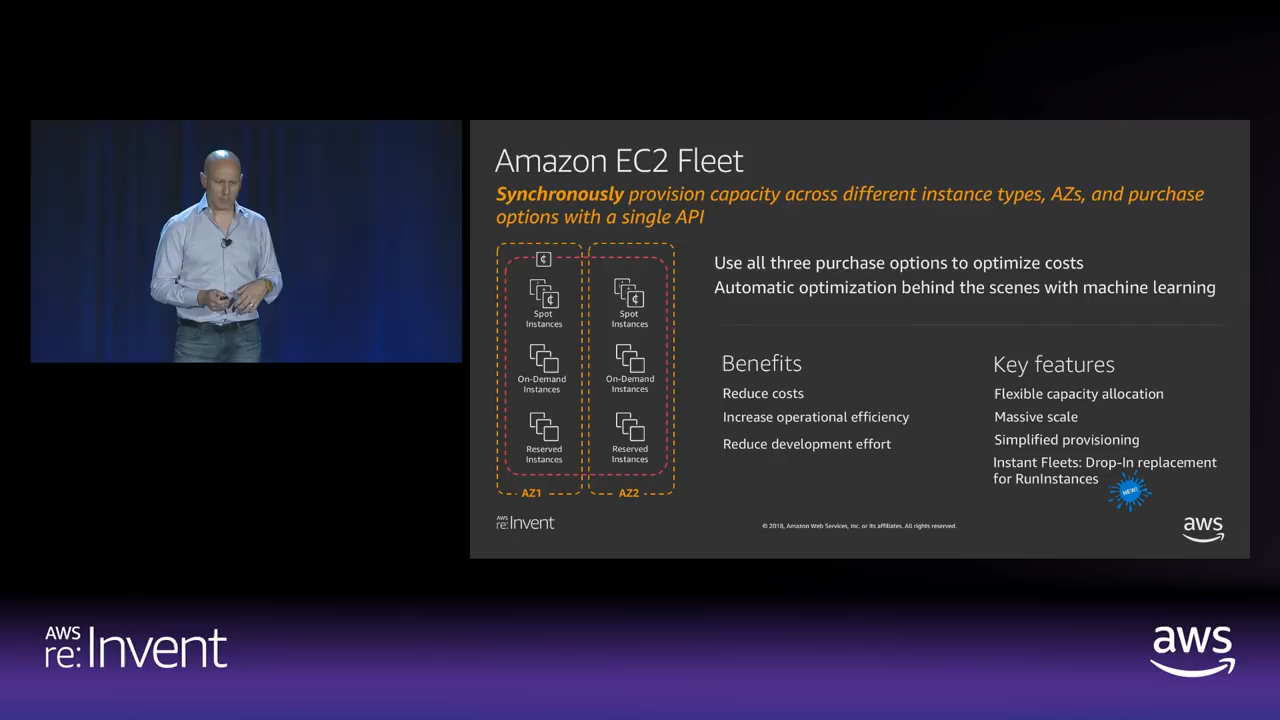 Amazon EC2 Fleet
Synchronously provision capacity across different instance types, AZs, and purchase
options with a single API
¢
¢
Spot
Instances
¢
Spot
Instances
On-Demand
Instances
On-Demand
Instances
Reserved
Instances
Reserved
Instances
AZ1
AZ2
Use all three purchase options to optimize costs
Automatic optimization behind the scenes with machine learning
Benefits
Reduce costs
Increase operational efficiency
Reduce development effort
Key features
Flexible capacity allocation
Massive scale
Simplified provisioning
Instant Fleets: Drop-In replacement
for RunInstances
NEW!
AWS
re:Invent
© 2018, Amazon Web Services, Inc. or its affiliates. All rights reserved.
aws
AWS
re:Invent
aws